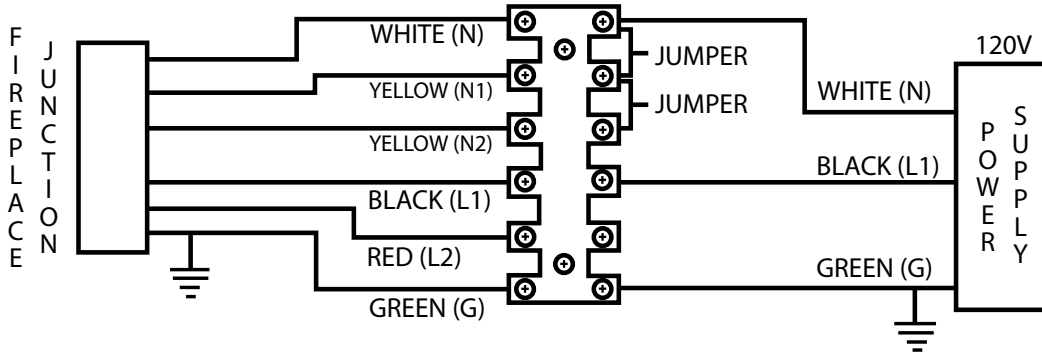 FIREPLACE
JUNCTION
WHITE (N)
YELLOW (N1)
YELLOW (N2)
BLACK (L1)
RED (L2)
GREEN (G)
JUMPER
JUMPER
WHITE (N)
BLACK (L1)
GREEN (G)
120V
POWER
SUPPLY